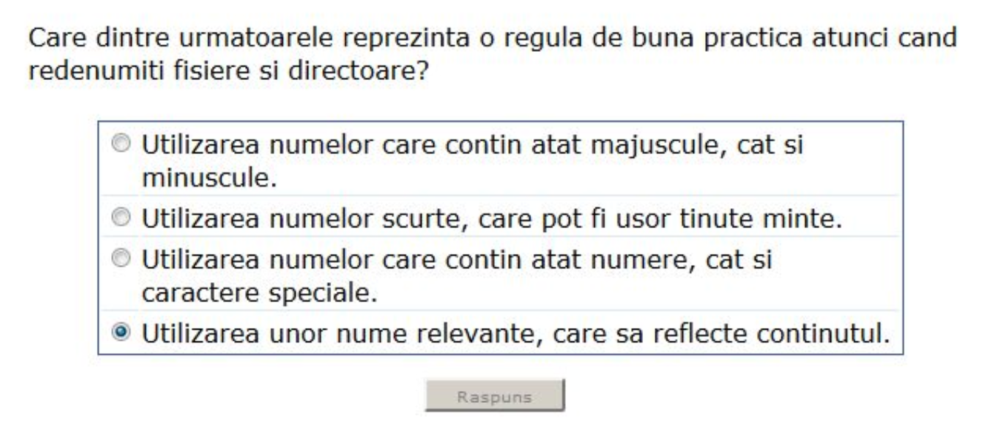 Care dintre urmatoarele reprezinta o regula de buna practica atunci cand
redenumiti fisiere si directoare?
Utilizarea numelor care contin atat majuscule, cat si
minuscule.
Utilizarea numelor scurte, care pot fi usor tinute minte.
Utilizarea numelor care contin atat numere, cat si
caractere speciale.
Utilizarea unor nume relevante, care sa reflecte continutul.
Raspuns